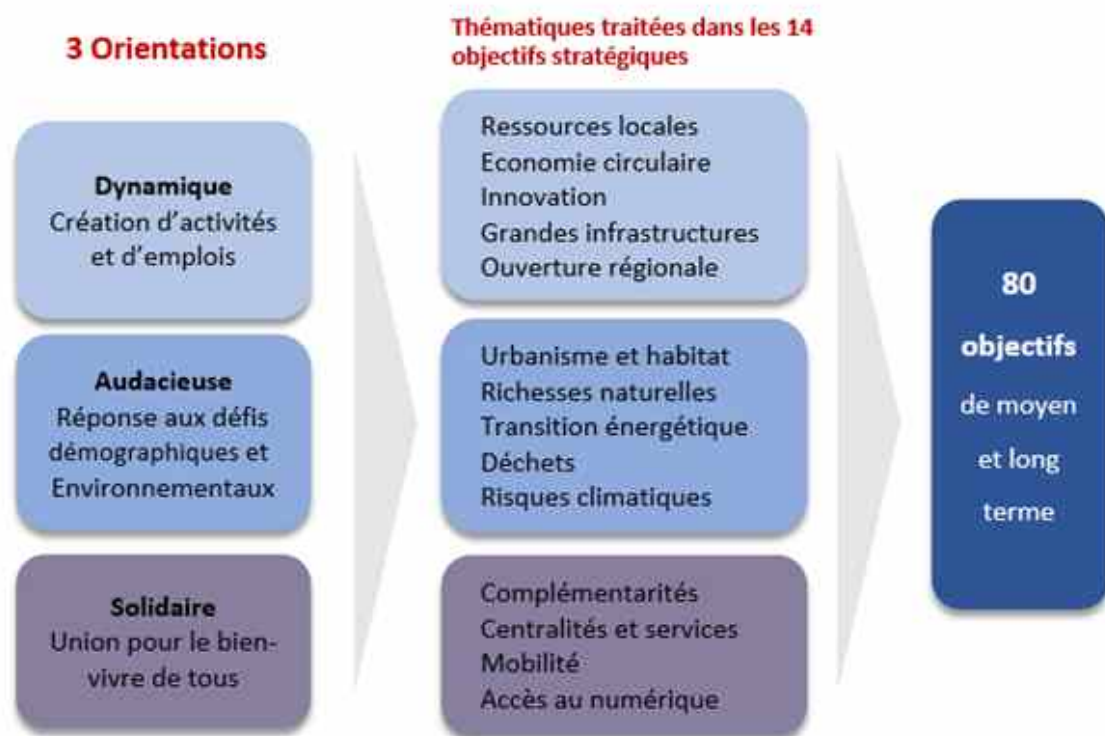 3 Orientations
Thématiques traitées dans les 14
objectifs stratégiques
Dynamique
Création d'activités
et d'emplois
Ressources locales
Economie circulaire
Innovation
Grandes infrastructures
Ouverture régionale
Audacieuse
Réponse aux défis
démographiques et
Environnementaux
Urbanisme et habitat
Richesses naturelles
Transition énergétique
Déchets
Risques climatiques
Solidaire
Union pour le bien-
vivre de tous
Complémentarités
Centralités et services
Mobilité
Accès au numérique
80
objectifs
de moyen
et long
terme